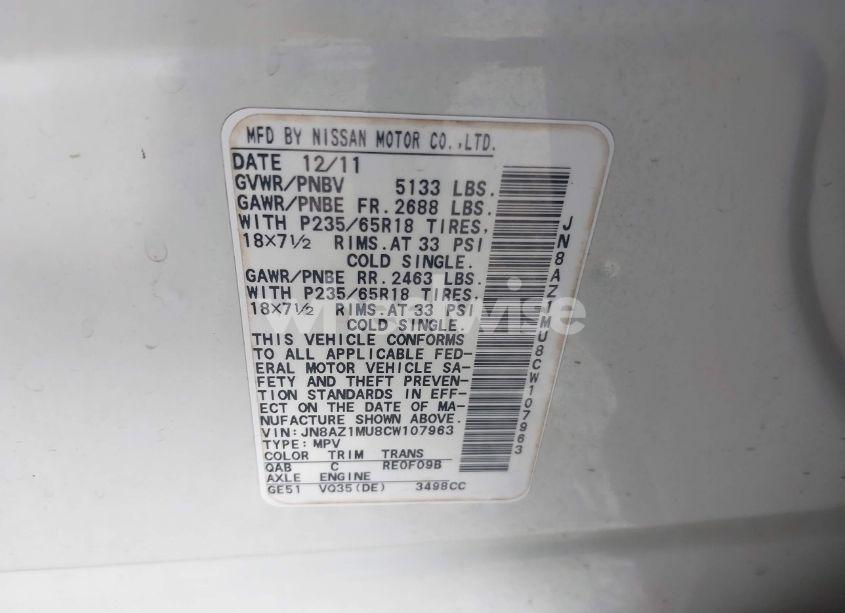 MFD BY NISSAN MOTOR CO.,LTD.
DATE 12/11
GVWR/PNBV 5133 LBS.
GAWR/PNBE FR.2688 LBS.
WITH P235/65R18 TIRES,
18×7½ RIMS.AT 33 PSI
COLD SINGLE.
GAWR/PNBE RR.2463 LBS.
WITH P235/65R18 TIRES,
18×7½ RIMS.AT 33 PSI
COLD SINGLE.
THIS VEHICLE CONFORMS
TO ALL APPLICABLE FED-
ERAL MOTOR VEHICLE SA-
FETY AND THEFT PREVEN-
TION STANDARDS IN EFF-
ECT ON THE DATE OF MA-
NUFACTURE SHOWN ABOVE.
VIN: JN8AZ1MU8CW107963
TYPE: MPV
COLOR TRIM TRANS
QAB C RE0F09B
AXLE ENGINE
GE51 VQ35(DE) 3498CC
JN8AZ1MU8CW107963